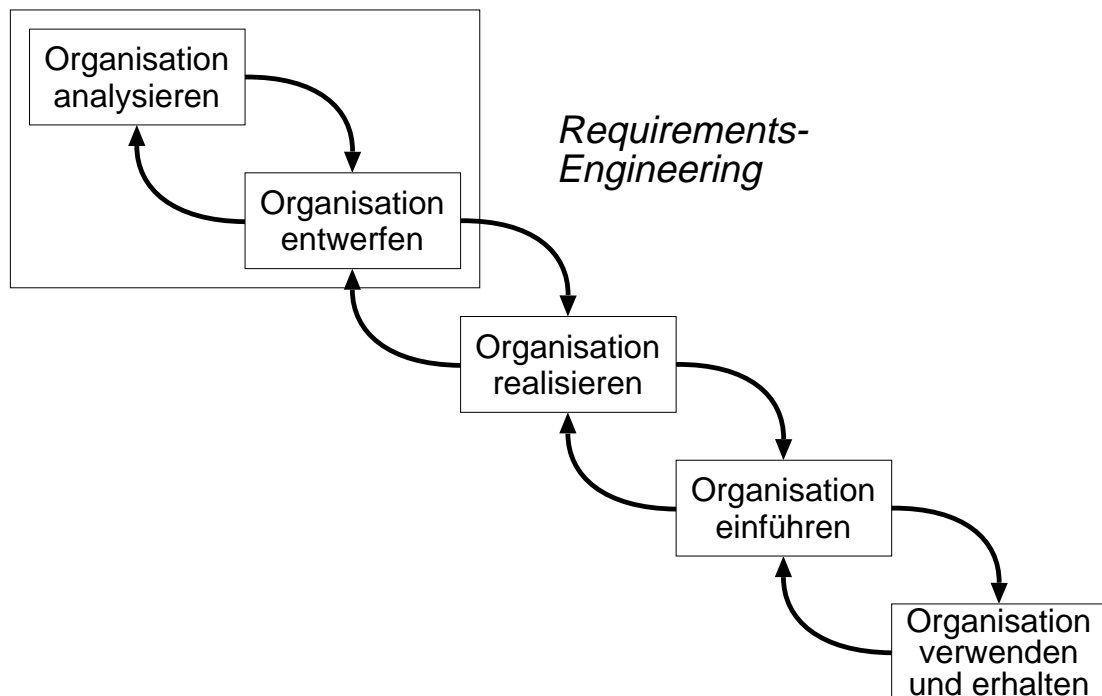 Organisation
analysieren
Requirements-
Engineering
Organisation
entwerfen
Organisation
realisieren
Organisation
einführen
Organisation
verwenden
und erhalten